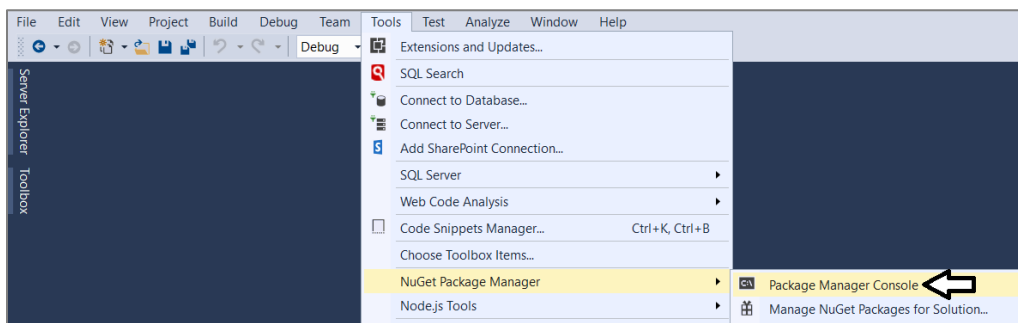 File Edit View Project Build Debug Team Tools Test Analyze Window Help
Debug
Server Explorer
Toolbox
Extensions and Updates...
SQL Search
Connect to Database...
Connect to Server...
Add SharePoint Connection...
SQL Server
Web Code Analysis
Code Snippets Manager... Ctrl+K, Ctrl+B
Choose Toolbox Items...
NuGet Package Manager
Node.js Tools
C:\ Package Manager Console
Manage NuGet Packages for Solution...